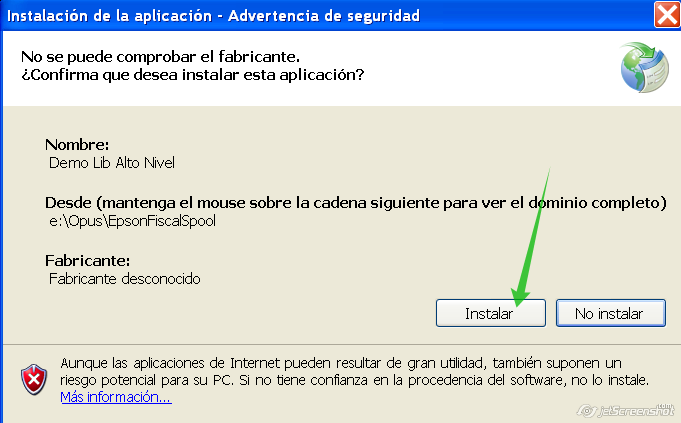 Instalación de la aplicación - Advertencia de seguridad
No se puede comprobar el fabricante.
¿Confirma que desea instalar esta aplicación?
Nombre:
Demo Lib Alto Nivel
Desde (mantenga el mouse sobre la cadena siguiente para ver el dominio completo)
e:\Opus\EpsonFiscalSpool
Fabricante:
Fabricante desconocido
Instalar
No instalar
Aunque las aplicaciones de Internet pueden resultar de gran utilidad, también suponen un
riesgo potencial para su PC. Si no tiene confianza en la procedencia del software, no lo instale.
Más información...
jetScreenshot.com